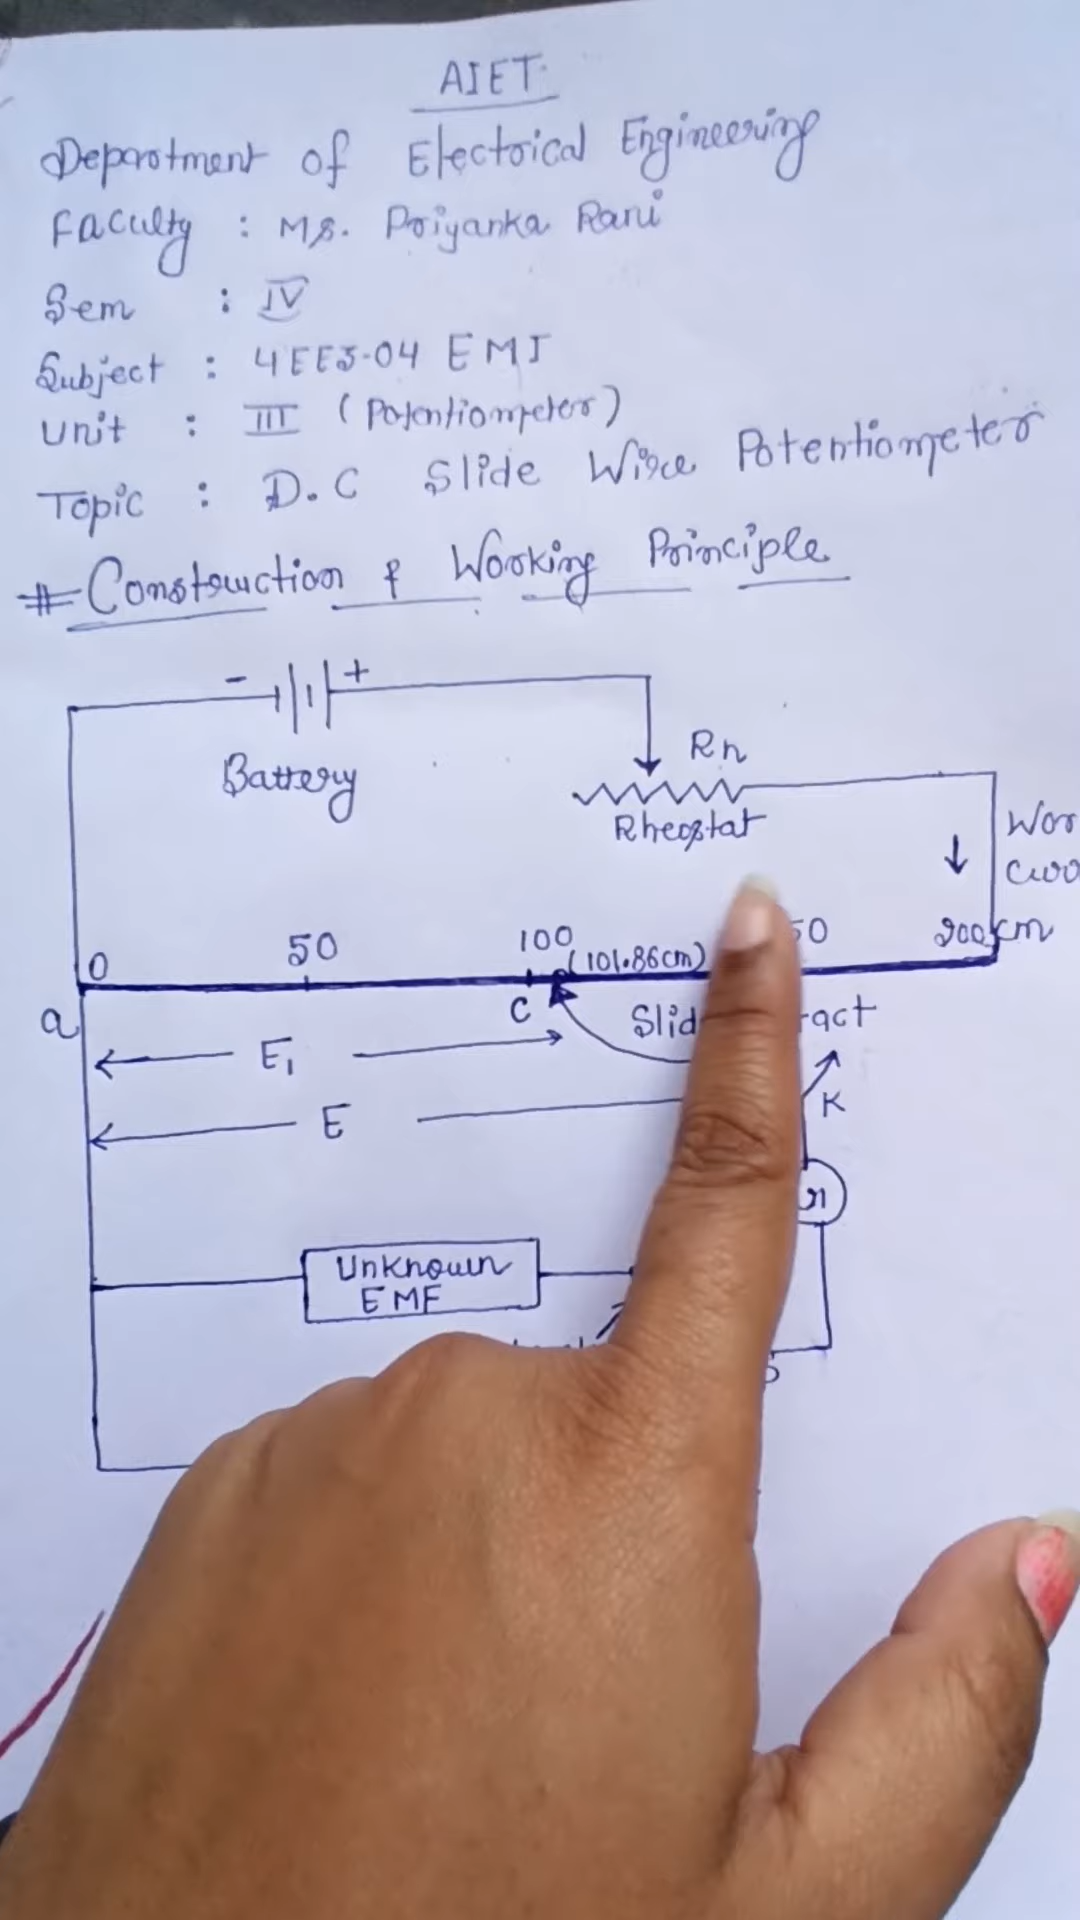 AIET
Department of Electrical Engineering
Faculty : Ms. Priyanka Rani
Sem : IV
Subject : 4EE3-04 EMI
Unit : III (Potentiometer)
Topic : D.C Slide Wire Potentiometer
# Construction & Working Principle
- +
Battery
Rh
Rheostat
0 50 100 (101.86cm) 50 200cm
a C
E1
E
K
Unknown
EMF